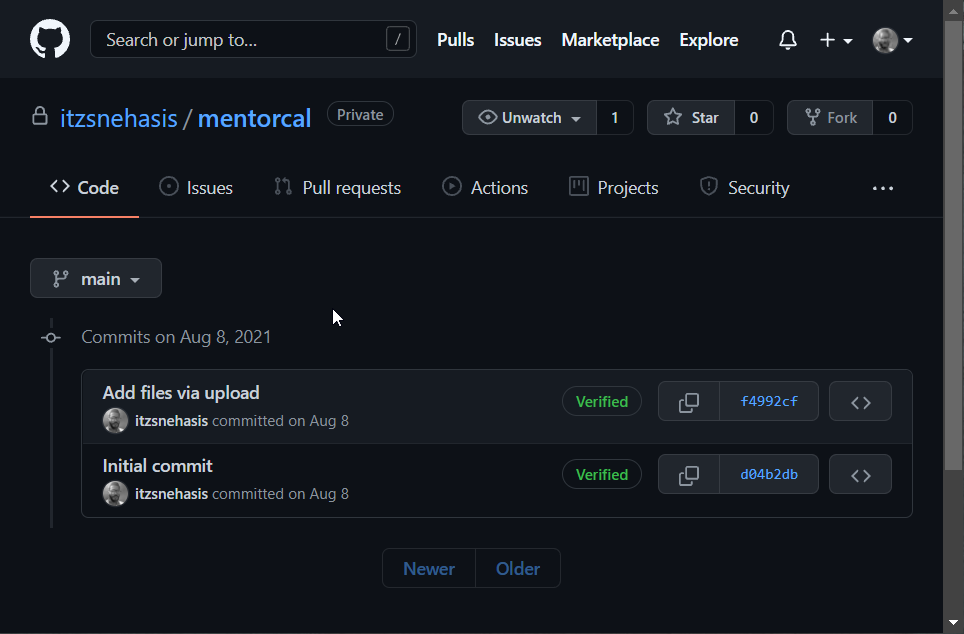 Search or jump to... / Pulls Issues Marketplace Explore
itzsnehasis / mentorcal Private Unwatch 1 Star 0 Fork 0
Code Issues Pull requests Actions Projects Security ...
main
Commits on Aug 8, 2021
Add files via upload
itzsnehasis committed on Aug 8 Verified f4992cf
Initial commit
itzsnehasis committed on Aug 8 Verified d04b2db
Newer Older